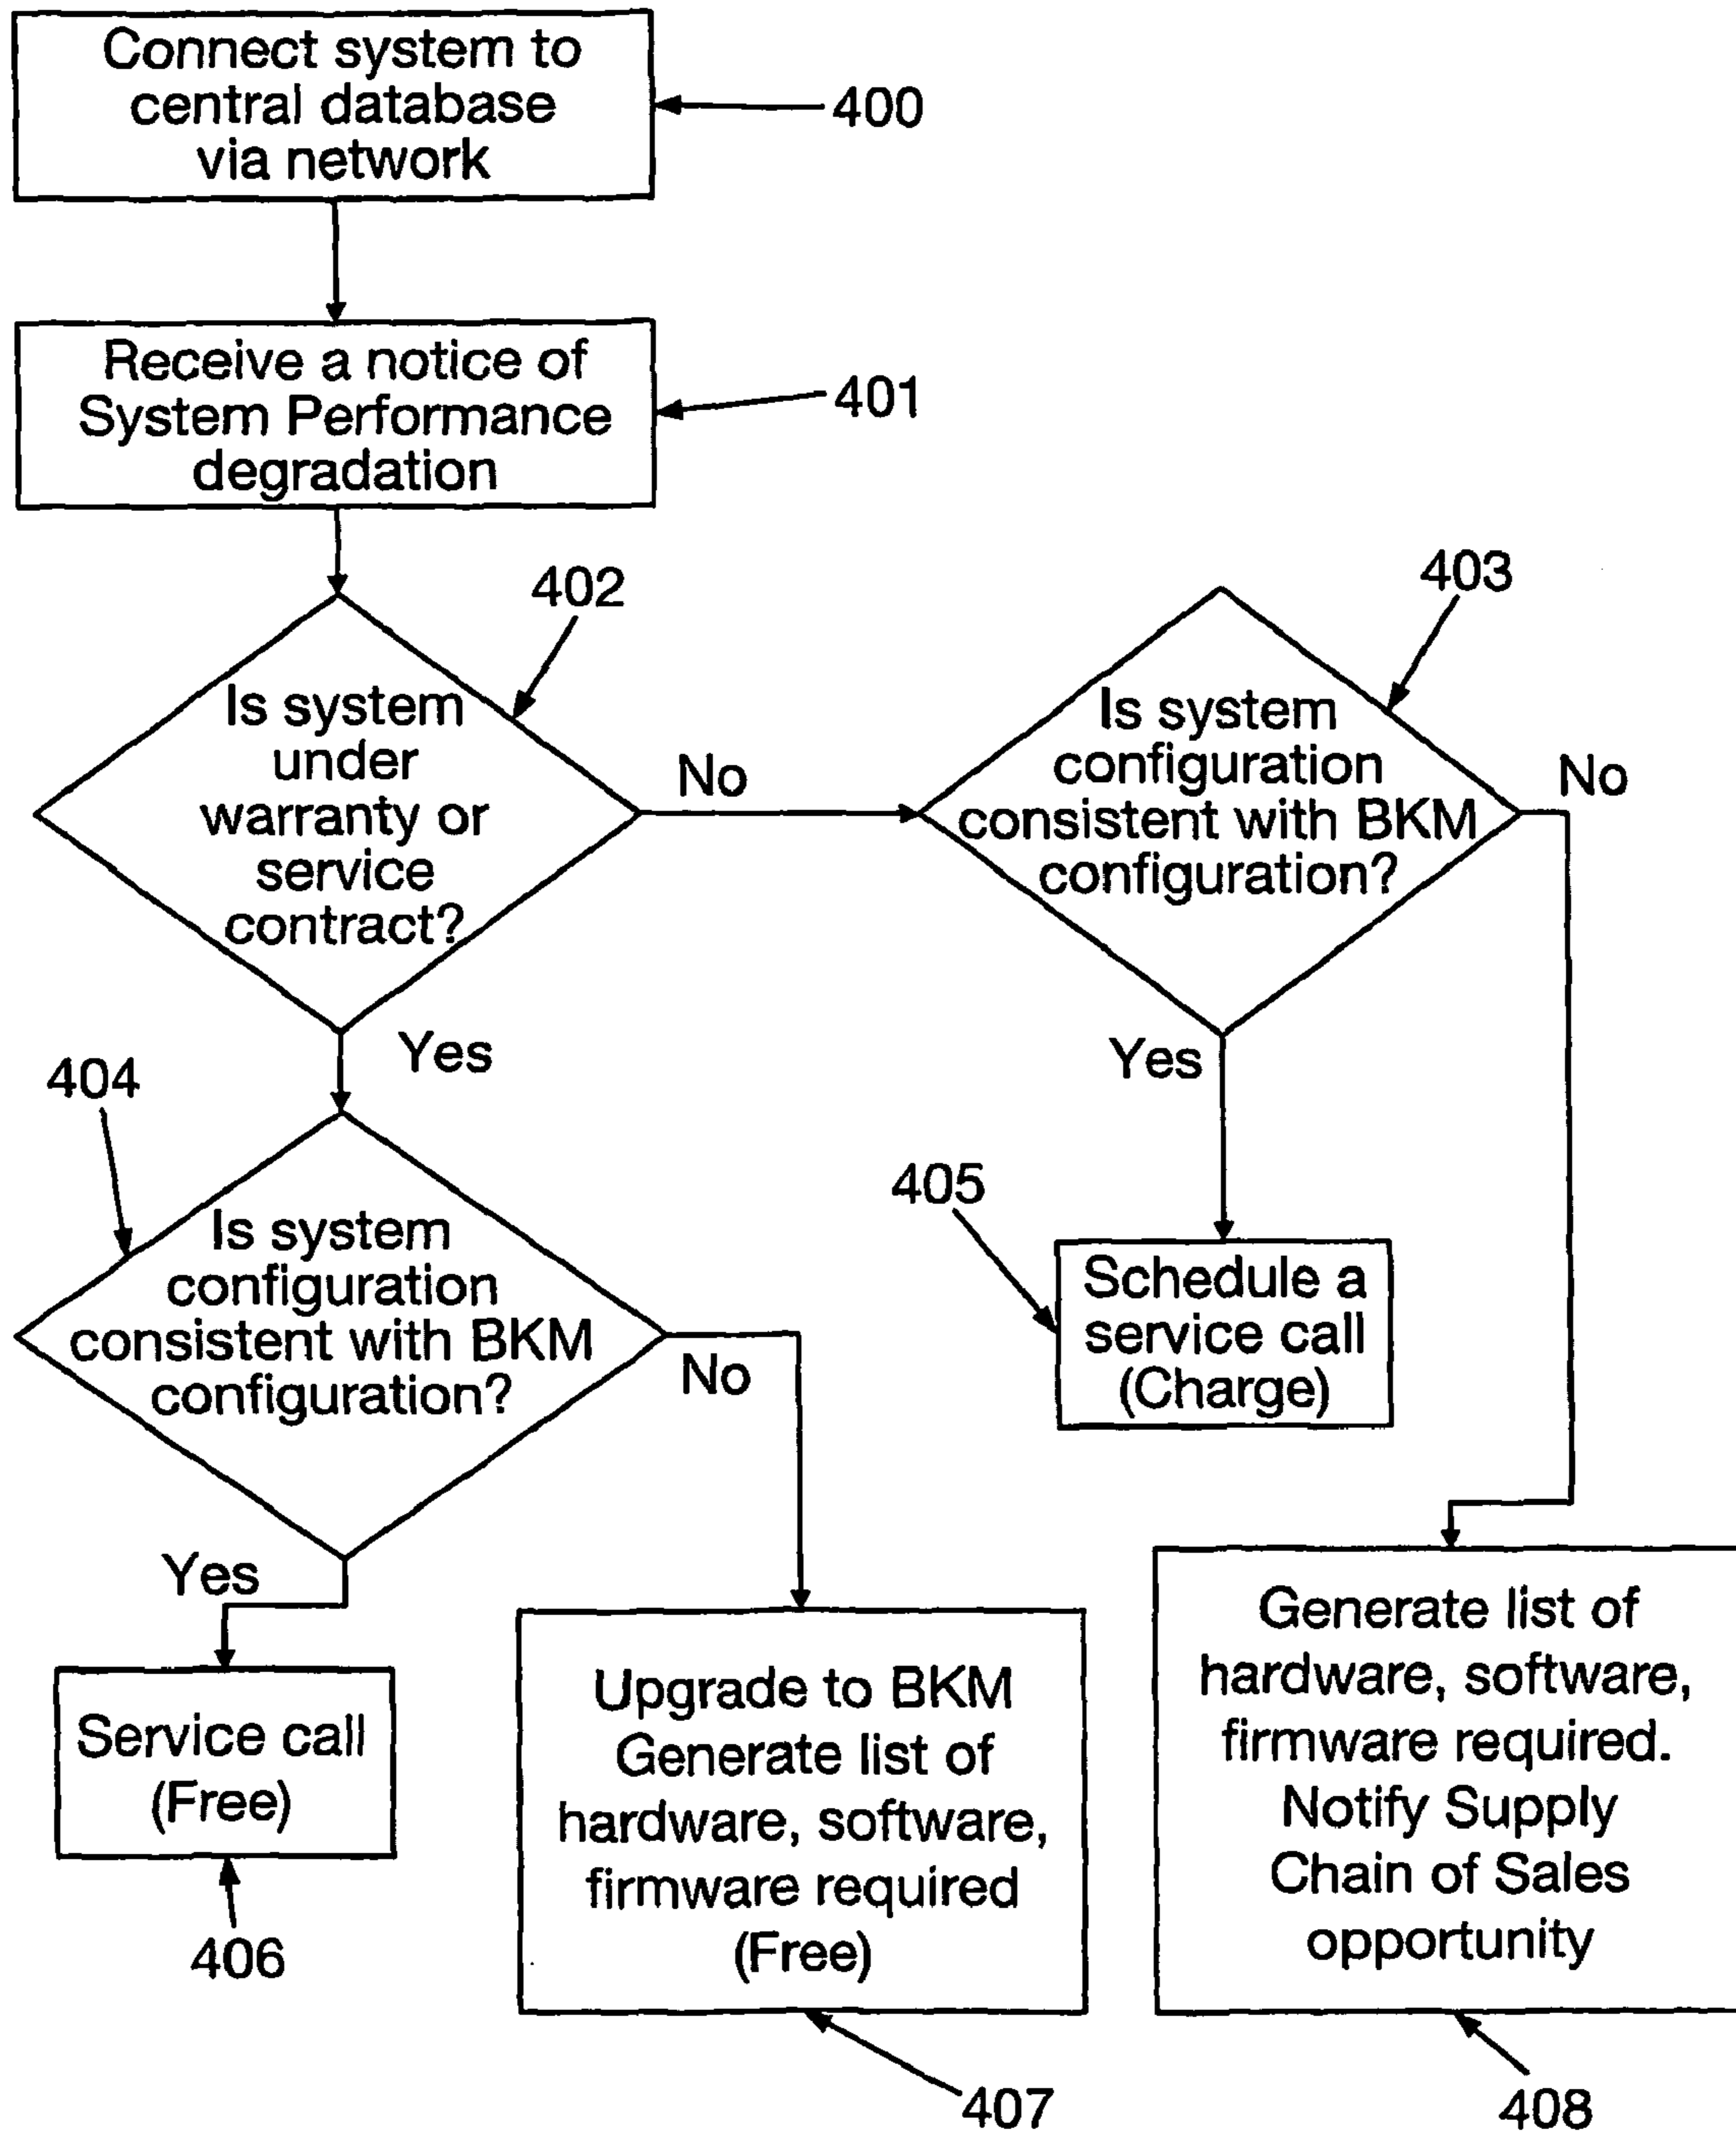 Connect system to
central database
via network
400
Receive a notice of
System Performance
degradation
401
402
Is system
under
warranty or
service
contract?
No
403
Is system
configuration
consistent with BKM
configuration?
No
Yes
Yes
404
Is system
configuration
consistent with BKM
configuration?
No
405
Schedule a
service call
(Charge)
Yes
Service call
(Free)
406
Upgrade to BKM
Generate list of
hardware, software,
firmware required
(Free)
407
Generate list of
hardware, software,
firmware required.
Notify Supply
Chain of Sales
opportunity
408